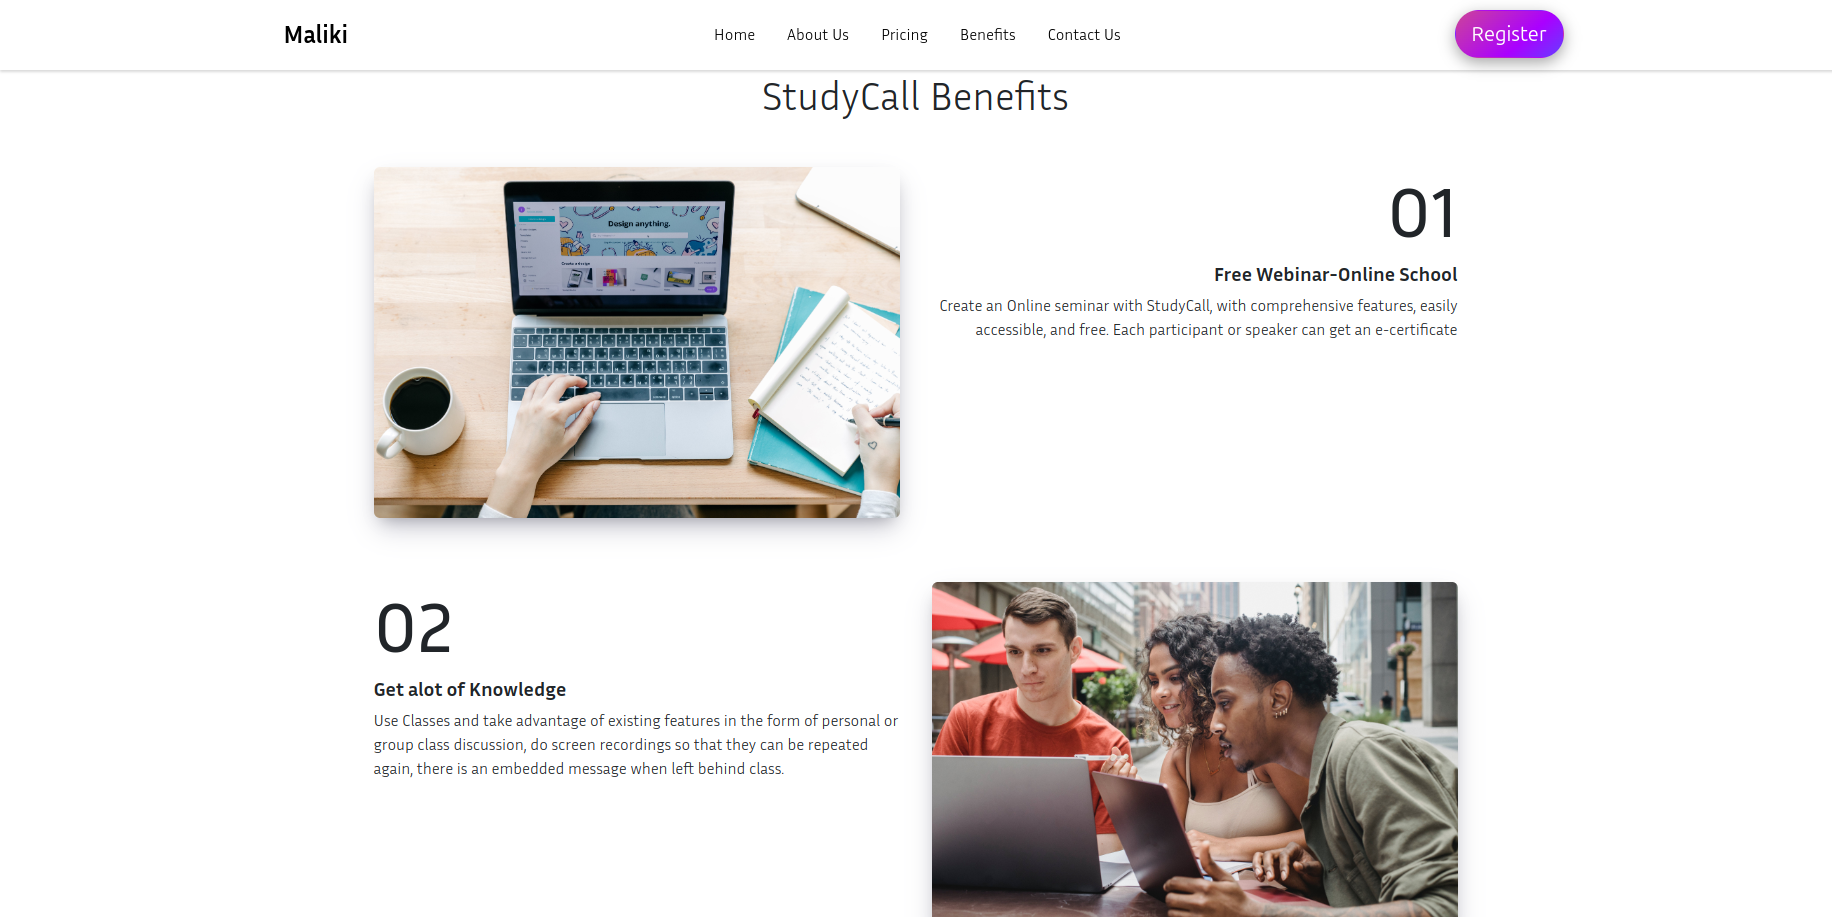 Maliki
Home About Us Pricing Benefits Contact Us
Register
StudyCall Benefits
Design anything.
Create a design
01
Free Webinar-Online School
Create an Online seminar with StudyCall, with comprehensive features, easily
accessible, and free. Each participant or speaker can get an e-certificate
02
Get alot of Knowledge
Use Classes and take advantage of existing features in the form of personal or
group class discussion, do screen recordings so that they can be repeated
again, there is an embedded message when left behind class.